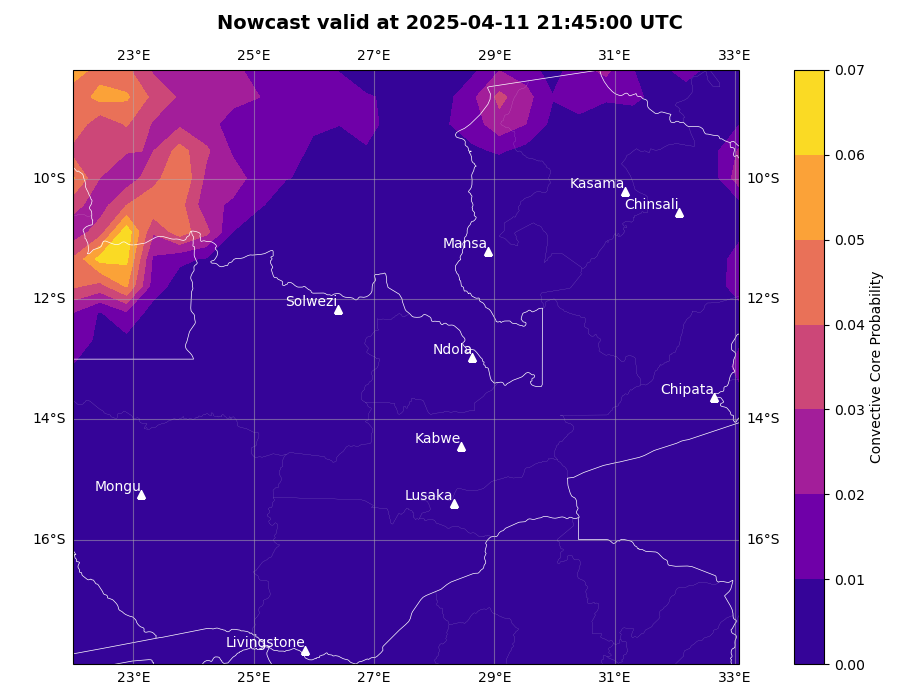 Nowcast valid at 2025-04-11 21:45:00 UTC
23°E 25°E 27°E 29°E 31°E 33°E
0.07
0.06
0.05
0.04
0.03
0.02
0.01
0.00
Convective Core Probability
10°S 10°S
12°S 12°S
14°S 14°S
16°S 16°S
Kasama
Chinsali
Mansa
Solwezi
Ndola
Chipata
Kabwe
Mongu
Lusaka
Livingstone
23°E 25°E 27°E 29°E 31°E 33°E